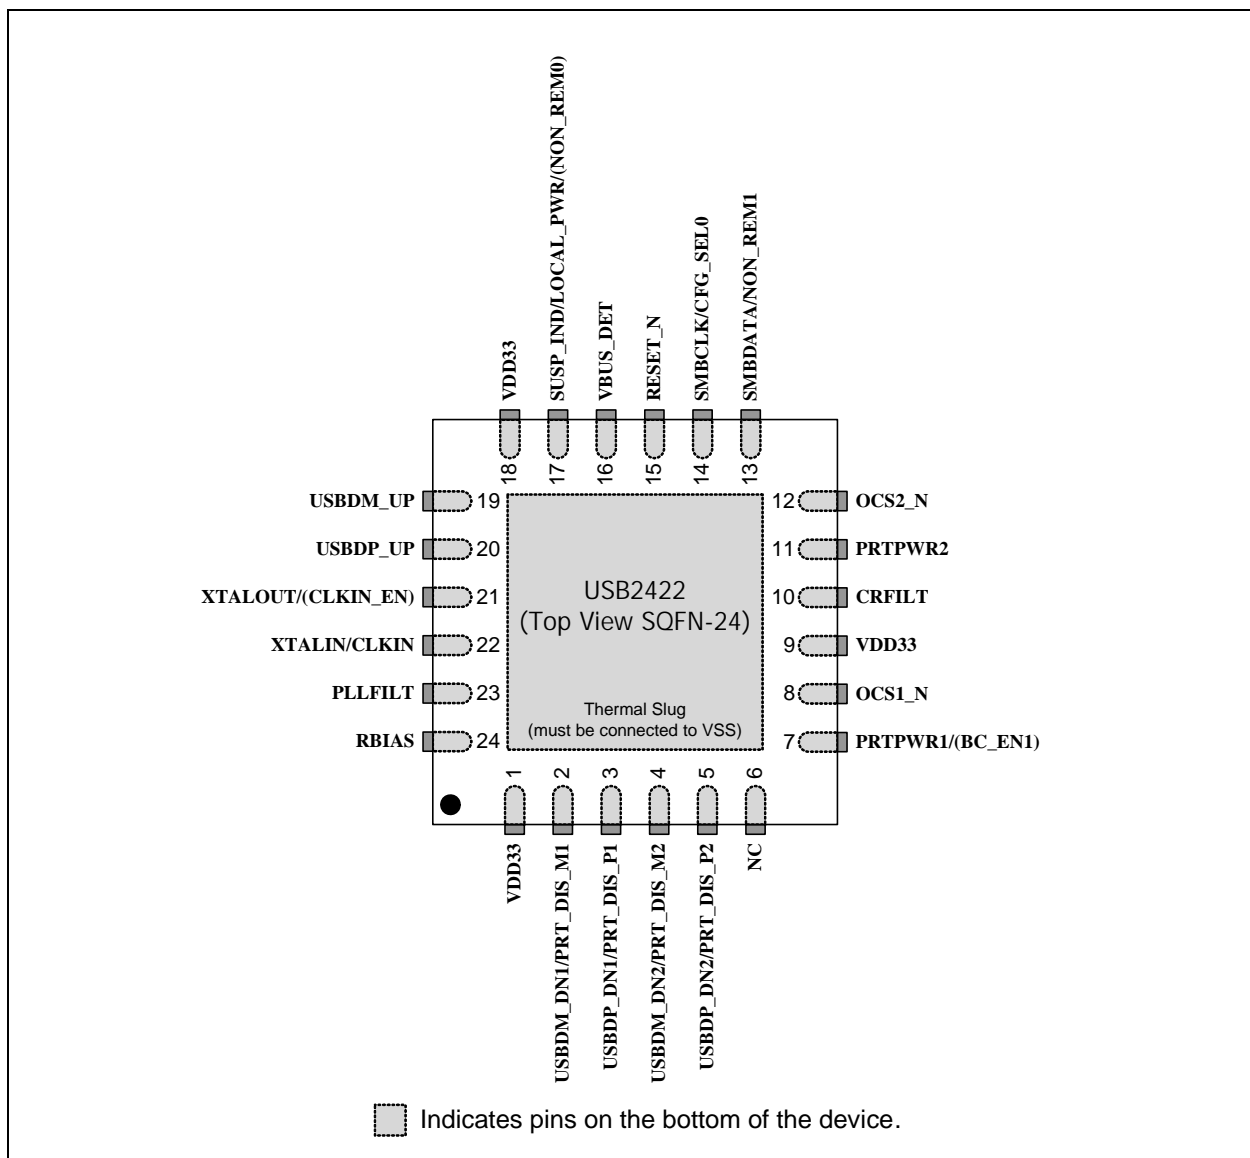 VDD33
SUSP_IND/LOCAL_PWR/(NON_REM0)
VBUS_DET
RESET_N
SMBCLK/CFG_SEL0
SMBDATA/NON_REM1
18
17
16
15
14
13
USBDM_UP 19
USBDP_UP 20
XTALOUT/(CLKIN_EN) 21
XTALIN/CLKIN 22
PLLFILT 23
RBIAS 24
USB2422
(Top View SQFN-24)
Thermal Slug
(must be connected to VSS)
12 OCS2_N
11 PRTPWR2
10 CRFILT
9 VDD33
8 OCS1_N
7 PRTPWR1/(BC_EN1)
1
2
3
4
5
6
VDD33
USBDM_DN1/PRT_DIS_M1
USBDP_DN1/PRT_DIS_P1
USBDM_DN2/PRT_DIS_M2
USBDP_DN2/PRT_DIS_P2
NC
Indicates pins on the bottom of the device.